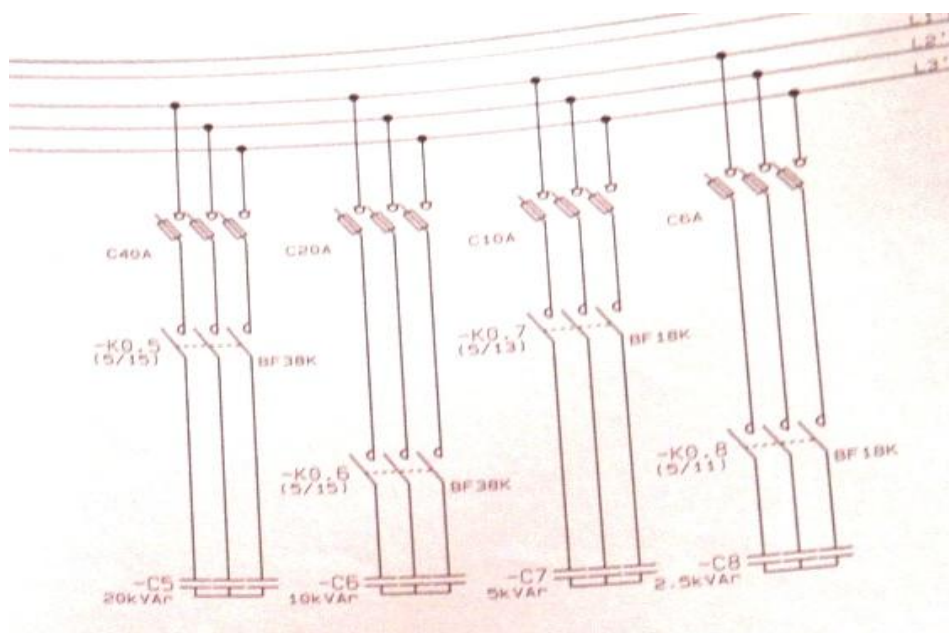 L1'
L2'
L3'
C40A
C20A
C10A
C6A
-K0.5
(5/15)
BF38K
-K0.6
(5/15)
BF38K
-K0.7
(5/13)
BF18K
-K0.8
(5/11)
BF18K
-C5
20kVAr
-C6
10kVAr
-C7
5kVAr
-C8
2.5kVAr